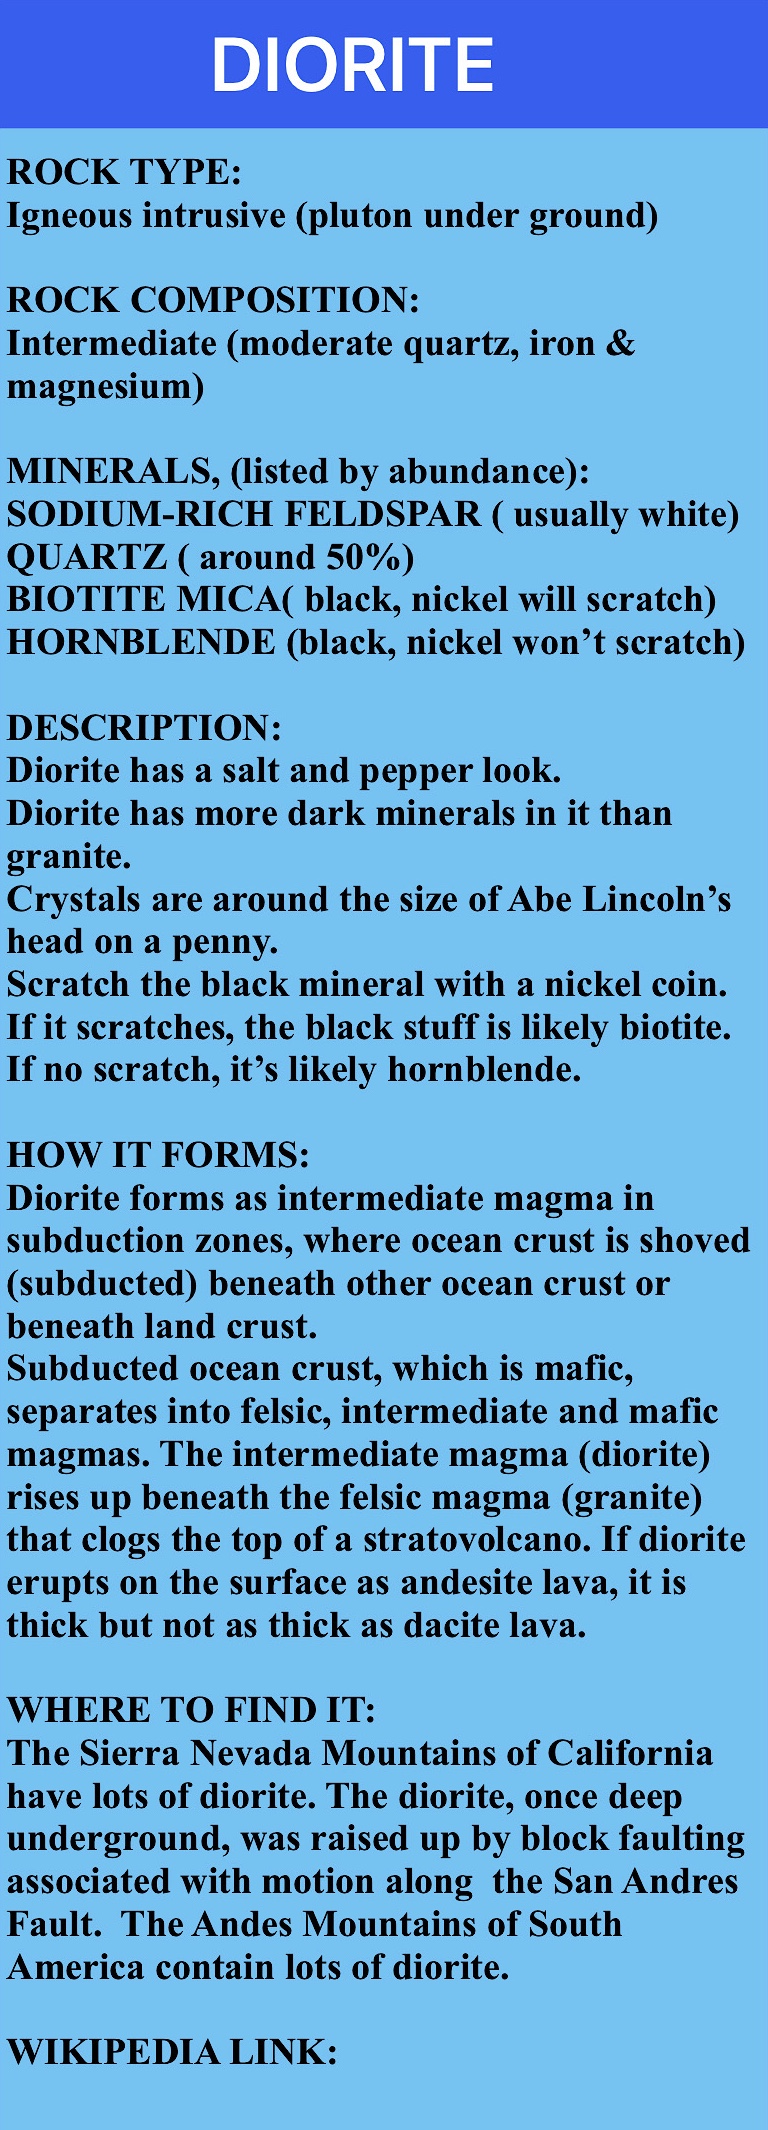 DIORITE
ROCK TYPE:
Igneous intrusive (pluton under ground)
ROCK COMPOSITION:
Intermediate (moderate quartz, iron &
magnesium)
MINERALS, (listed by abundance):
SODIUM-RICH FELDSPAR ( usually white)
QUARTZ ( around 50%)
BIOTITE MICA( black, nickel will scratch)
HORNBLENDE (black, nickel won’t scratch)
DESCRIPTION:
Diorite has a salt and pepper look.
Diorite has more dark minerals in it than
granite.
Crystals are around the size of Abe Lincoln’s
head on a penny.
Scratch the black mineral with a nickel coin.
If it scratches, the black stuff is likely biotite.
If no scratch, it’s likely hornblende.
HOW IT FORMS:
Diorite forms as intermediate magma in
subduction zones, where ocean crust is shoved
(subducted) beneath other ocean crust or
beneath land crust.
Subducted ocean crust, which is mafic,
separates into felsic, intermediate and mafic
magmas. The intermediate magma (diorite)
rises up beneath the felsic magma (granite)
that clogs the top of a stratovolcano. If diorite
erupts on the surface as andesite lava, it is
thick but not as thick as dacite lava.
WHERE TO FIND IT:
The Sierra Nevada Mountains of California
have lots of diorite. The diorite, once deep
underground, was raised up by block faulting
associated with motion along  the San Andres
Fault.  The Andes Mountains of South
America contain lots of diorite.
WIKIPEDIA LINK: